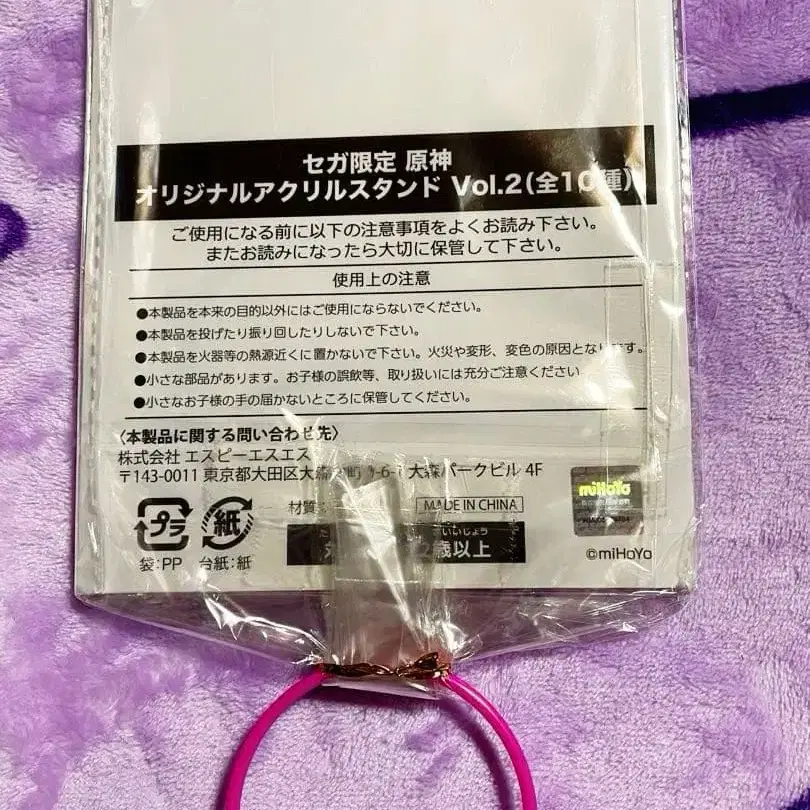 セガ限定 原神
オリジナルアクリルスタンド Vol.2(全10種)
ご使用になる前に以下の注意事項をよくお読み下さい。
またお読みになったら大切に保管して下さい。
使用上の注意
●本製品を本来の目的以外にはご使用にならないでください。
●本製品を投げたり振り回したりしないで下さい。
●本製品を火器等の熱源近くに置かないで下さい。火災や変形、変色の原因となります。
●小さな部品があります。お子様の誤飲等、取り扱いには充分ご注意ください
●小さなお子様の手の届かないところに保管してください。
〈本製品に関する問い合わせ先〉
株式会社 エスピーエスエス
〒143-0011 東京都大田区大森 大森パークビル 4F
プラ 紙 材質 MADE IN CHINA
袋:PP 台紙:紙 歳以上
いじょう
miHoYo
©miHoYo